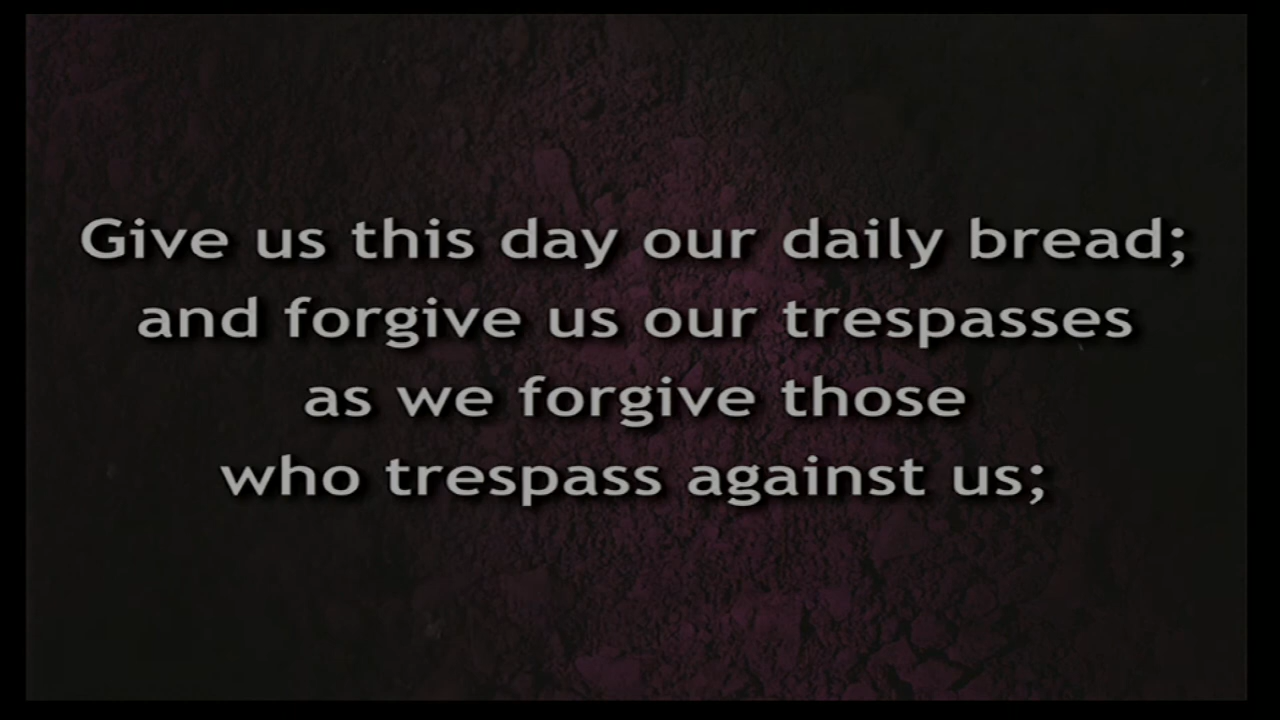 Give us this day our daily bread;
and forgive us our trespasses
as we forgive those
who trespass against us;